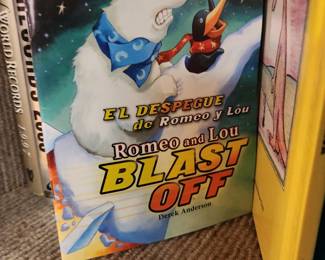 WORLD RECORDS
EL DESPEGUE
de Romeo y Lou
Romeo and Lou
BLAST
OFF
Derek Anderson